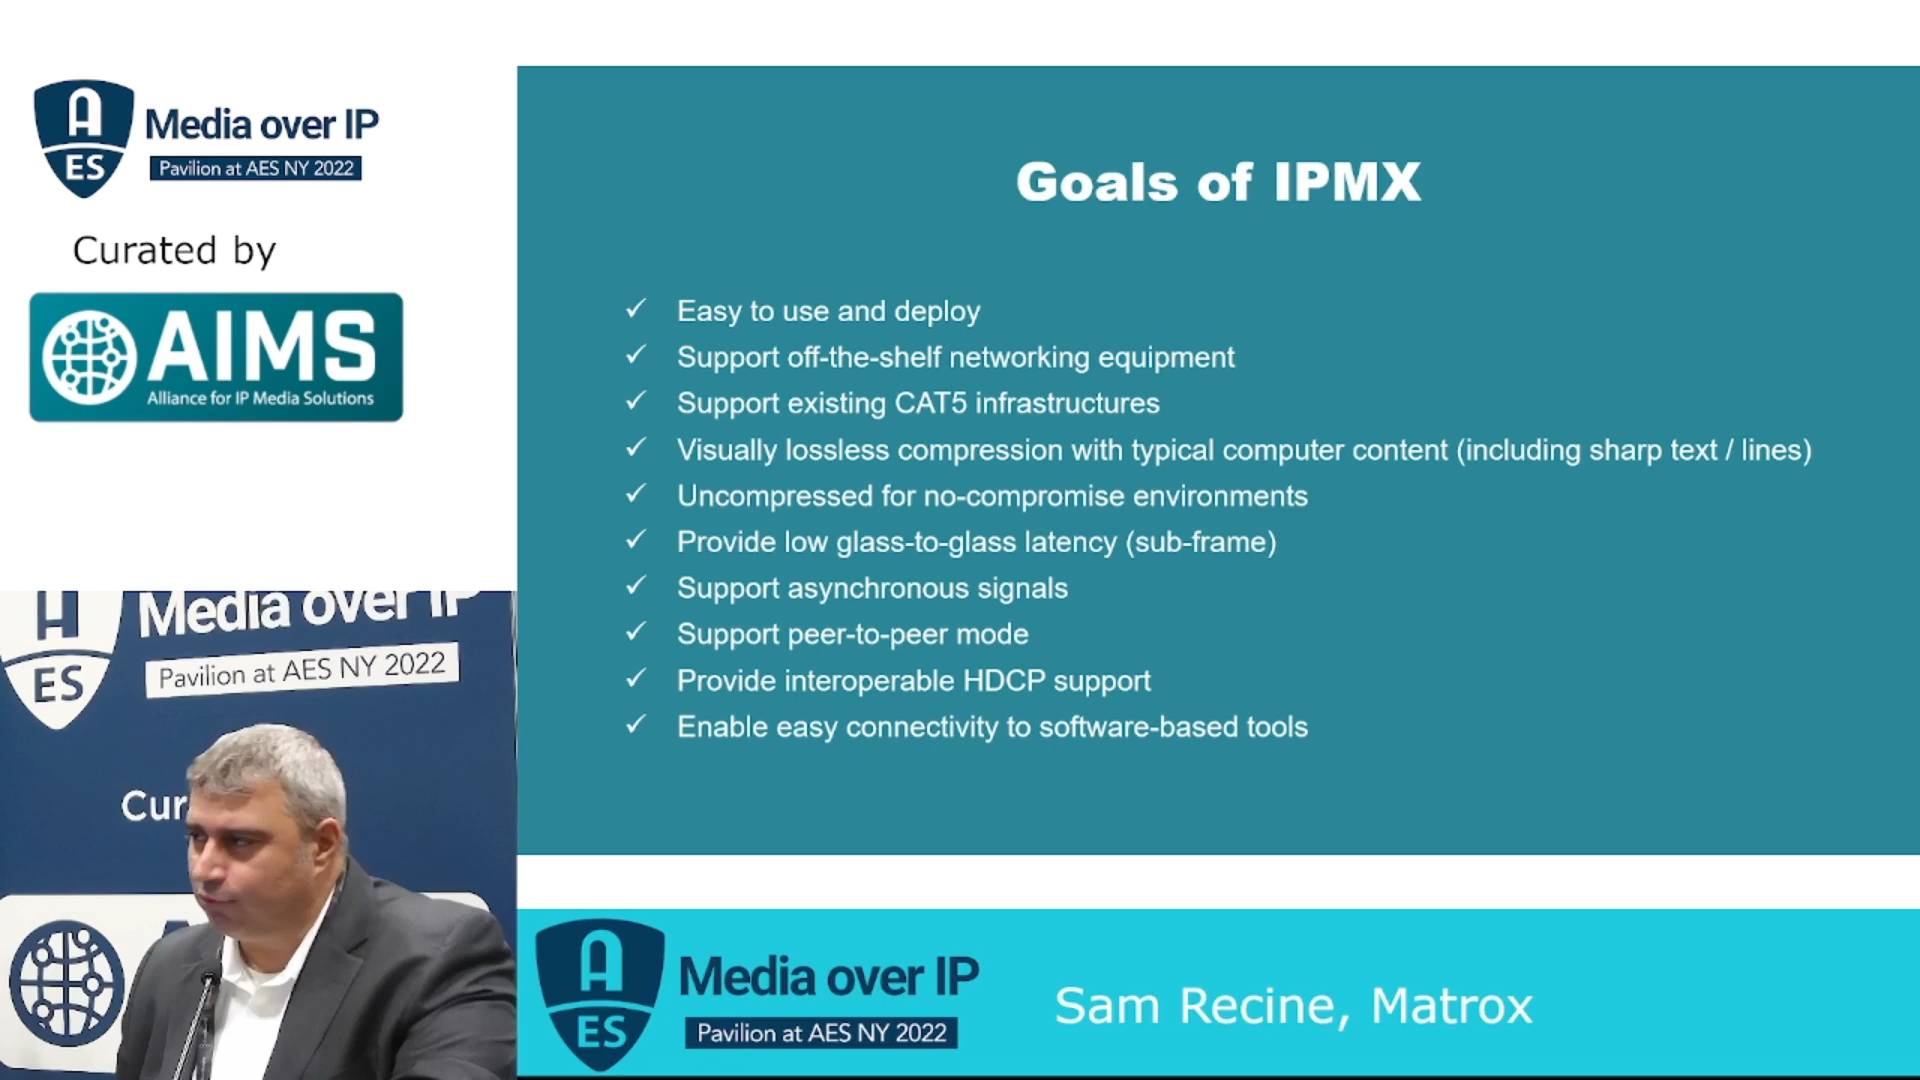 A
ES
Media over IP
Pavilion at AES NY 2022
Curated by
AIMS
Alliance for IP Media Solutions
Goals of IPMX
✓ Easy to use and deploy
✓ Support off-the-shelf networking equipment
✓ Support existing CAT5 infrastructures
✓ Visually lossless compression with typical computer content (including sharp text / lines)
✓ Uncompressed for no-compromise environments
✓ Provide low glass-to-glass latency (sub-frame)
✓ Support asynchronous signals
✓ Support peer-to-peer mode
✓ Provide interoperable HDCP support
✓ Enable easy connectivity to software-based tools
A
ES
Media over IP
Pavilion at AES NY 2022
Cur
A
A
ES
Media over IP
Pavilion at AES NY 2022
Sam Recine, Matrox